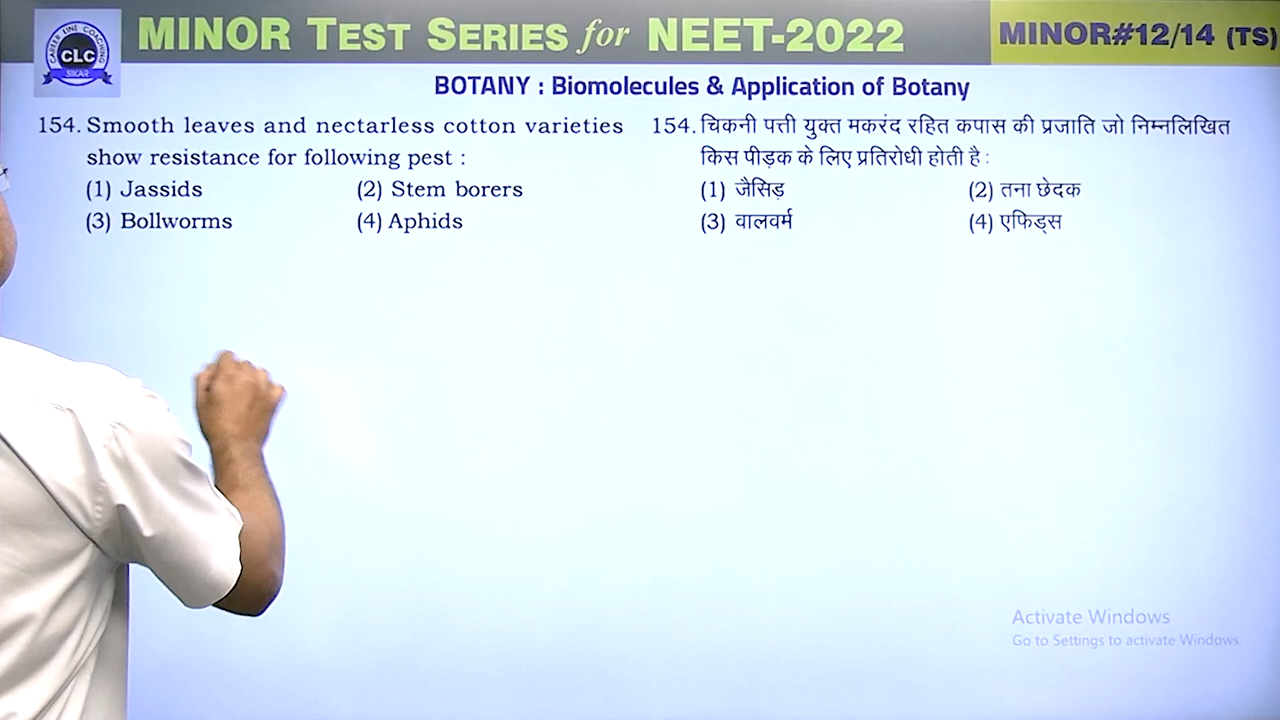 MINOR TEST SERIES for NEET-2022
MINOR#12/14 (TS)
CAREER LINE COACHING
CLC
SIKAR
BOTANY : Biomolecules & Application of Botany
154. Smooth leaves and nectarless cotton varieties
show resistance for following pest :
(1) Jassids (2) Stem borers
(3) Bollworms (4) Aphids
154. चिकनी पत्ती युक्त मकरंद रहित कपास की प्रजाति जो निम्नलिखित
किस पीड़क के लिए प्रतिरोधी होती है :
(1) जैसिड़ (2) तना छेदक
(3) वालवर्म (4) एफिड्स
Activate Windows
Go to Settings to activate Windows.